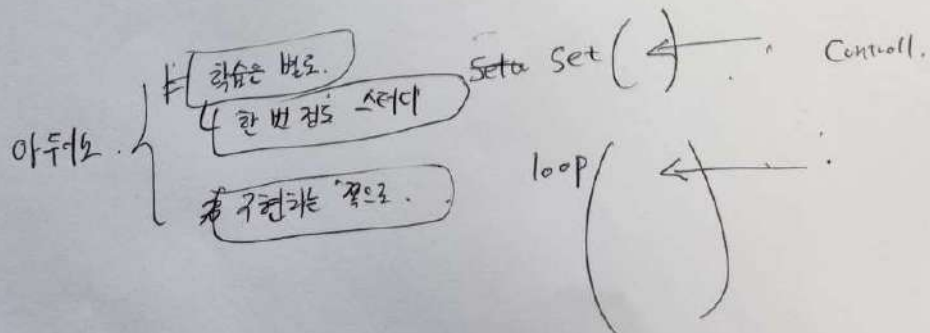 학습은 별로.
ㄴ 한 번 정도 스터디
아두이노.
구현하는 쪽으로.
Set ( ) Controll.
loop ( )